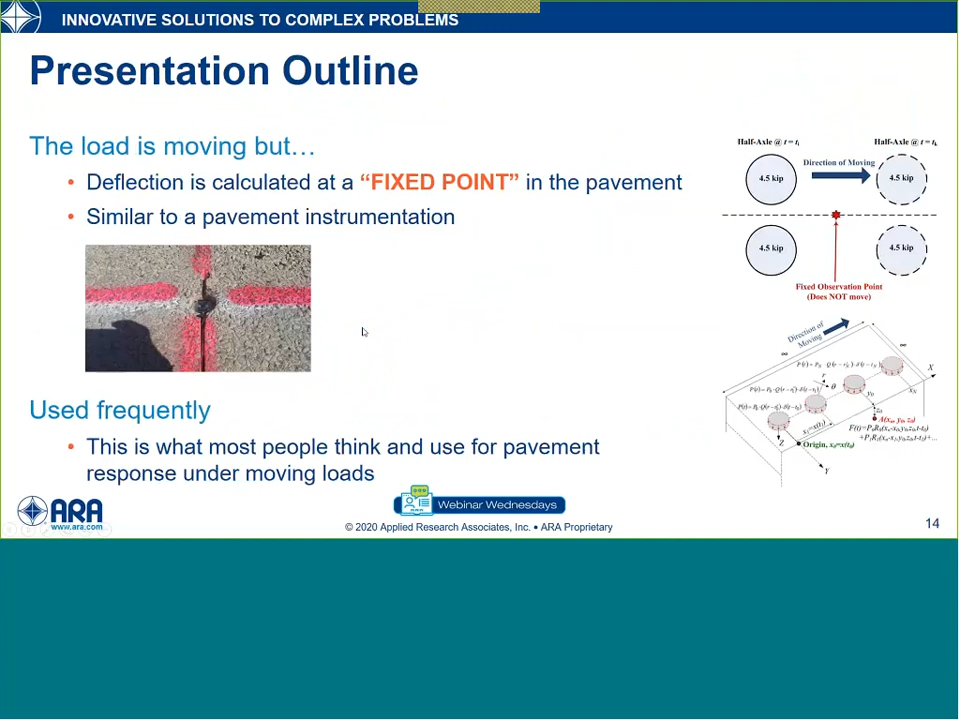 INNOVATIVE SOLUTIONS TO COMPLEX PROBLEMS
Presentation Outline
The load is moving but…
• Deflection is calculated at a “FIXED POINT” in the pavement
• Similar to a pavement instrumentation
Used frequently
• This is what most people think and use for pavement
response under moving loads
Half-Axle @ t = tᵢ
Half-Axle @ t = tₖ
Direction of Moving
4.5 kip
4.5 kip
4.5 kip
4.5 kip
Fixed Observation Point
(Does NOT move)
Direction of
Moving
∞
∞
X
r
θ
Z
Y
ARA
www.ara.com
Webinar Wednesdays
© 2020 Applied Research Associates, Inc. • ARA Proprietary
14